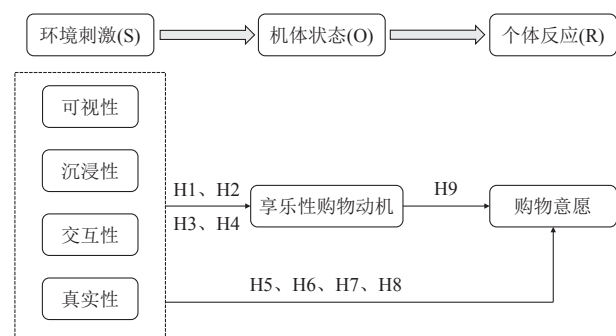 环境刺激(S)
机体状态(O)
个体反应(R)
可视性
沉浸性
交互性
真实性
H1、H2
H3、H4
享乐性购物动机
H9
购物意愿
H5、H6、H7、H8